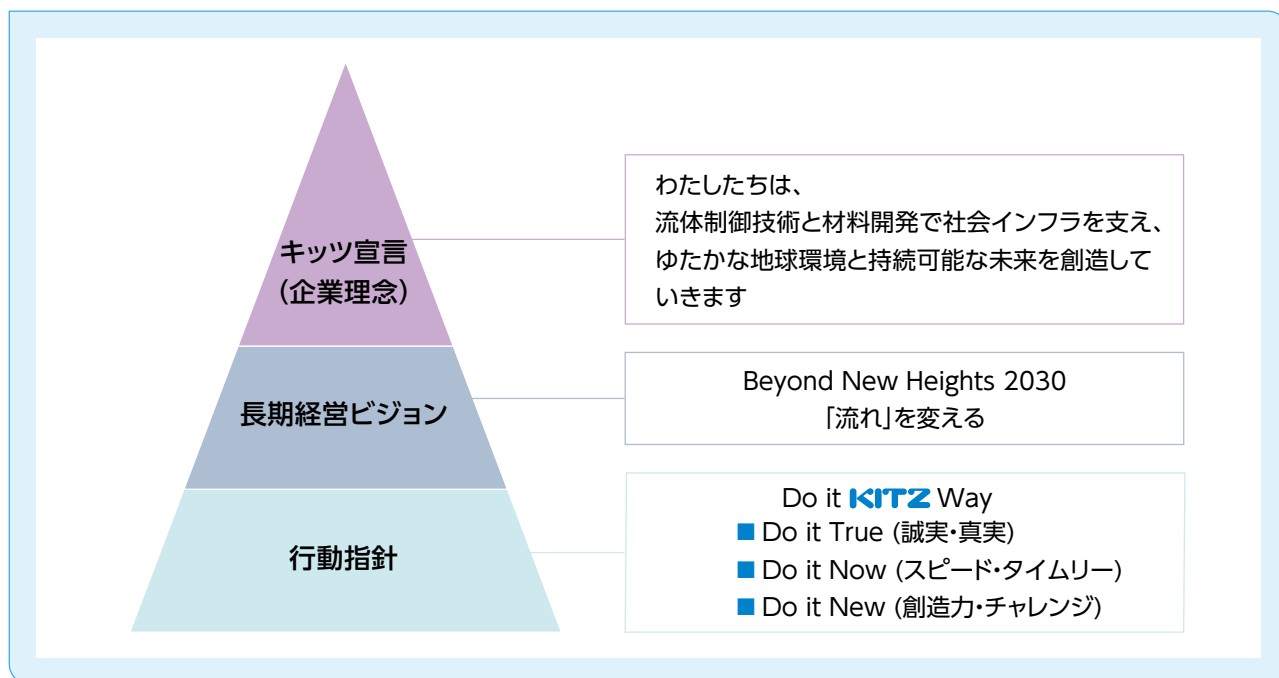 キッツ宣言
(企業理念)
わたしたちは、
流体制御技術と材料開発で社会インフラを支え、
ゆたかな地球環境と持続可能な未来を創造して
いきます
長期経営ビジョン
Beyond New Heights 2030
「流れ」を変える
行動指針
Do it KITZ Way
■ Do it True (誠実・真実)
■ Do it Now (スピード・タイムリー)
■ Do it New (創造力・チャレンジ)